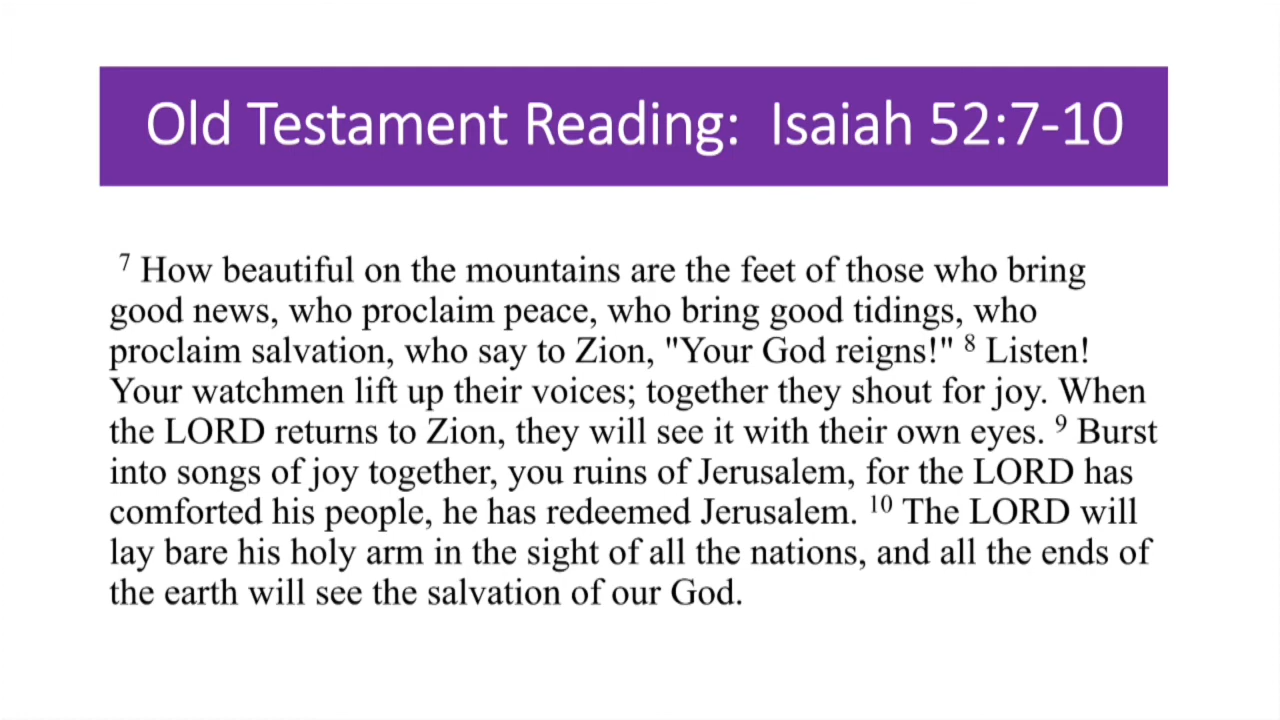 Old Testament Reading:  Isaiah 52:7-10
⁷ How beautiful on the mountains are the feet of those who bring
good news, who proclaim peace, who bring good tidings, who
proclaim salvation, who say to Zion, "Your God reigns!" ⁸ Listen!
Your watchmen lift up their voices; together they shout for joy. When
the LORD returns to Zion, they will see it with their own eyes. ⁹ Burst
into songs of joy together, you ruins of Jerusalem, for the LORD has
comforted his people, he has redeemed Jerusalem. ¹⁰ The LORD will
lay bare his holy arm in the sight of all the nations, and all the ends of
the earth will see the salvation of our God.